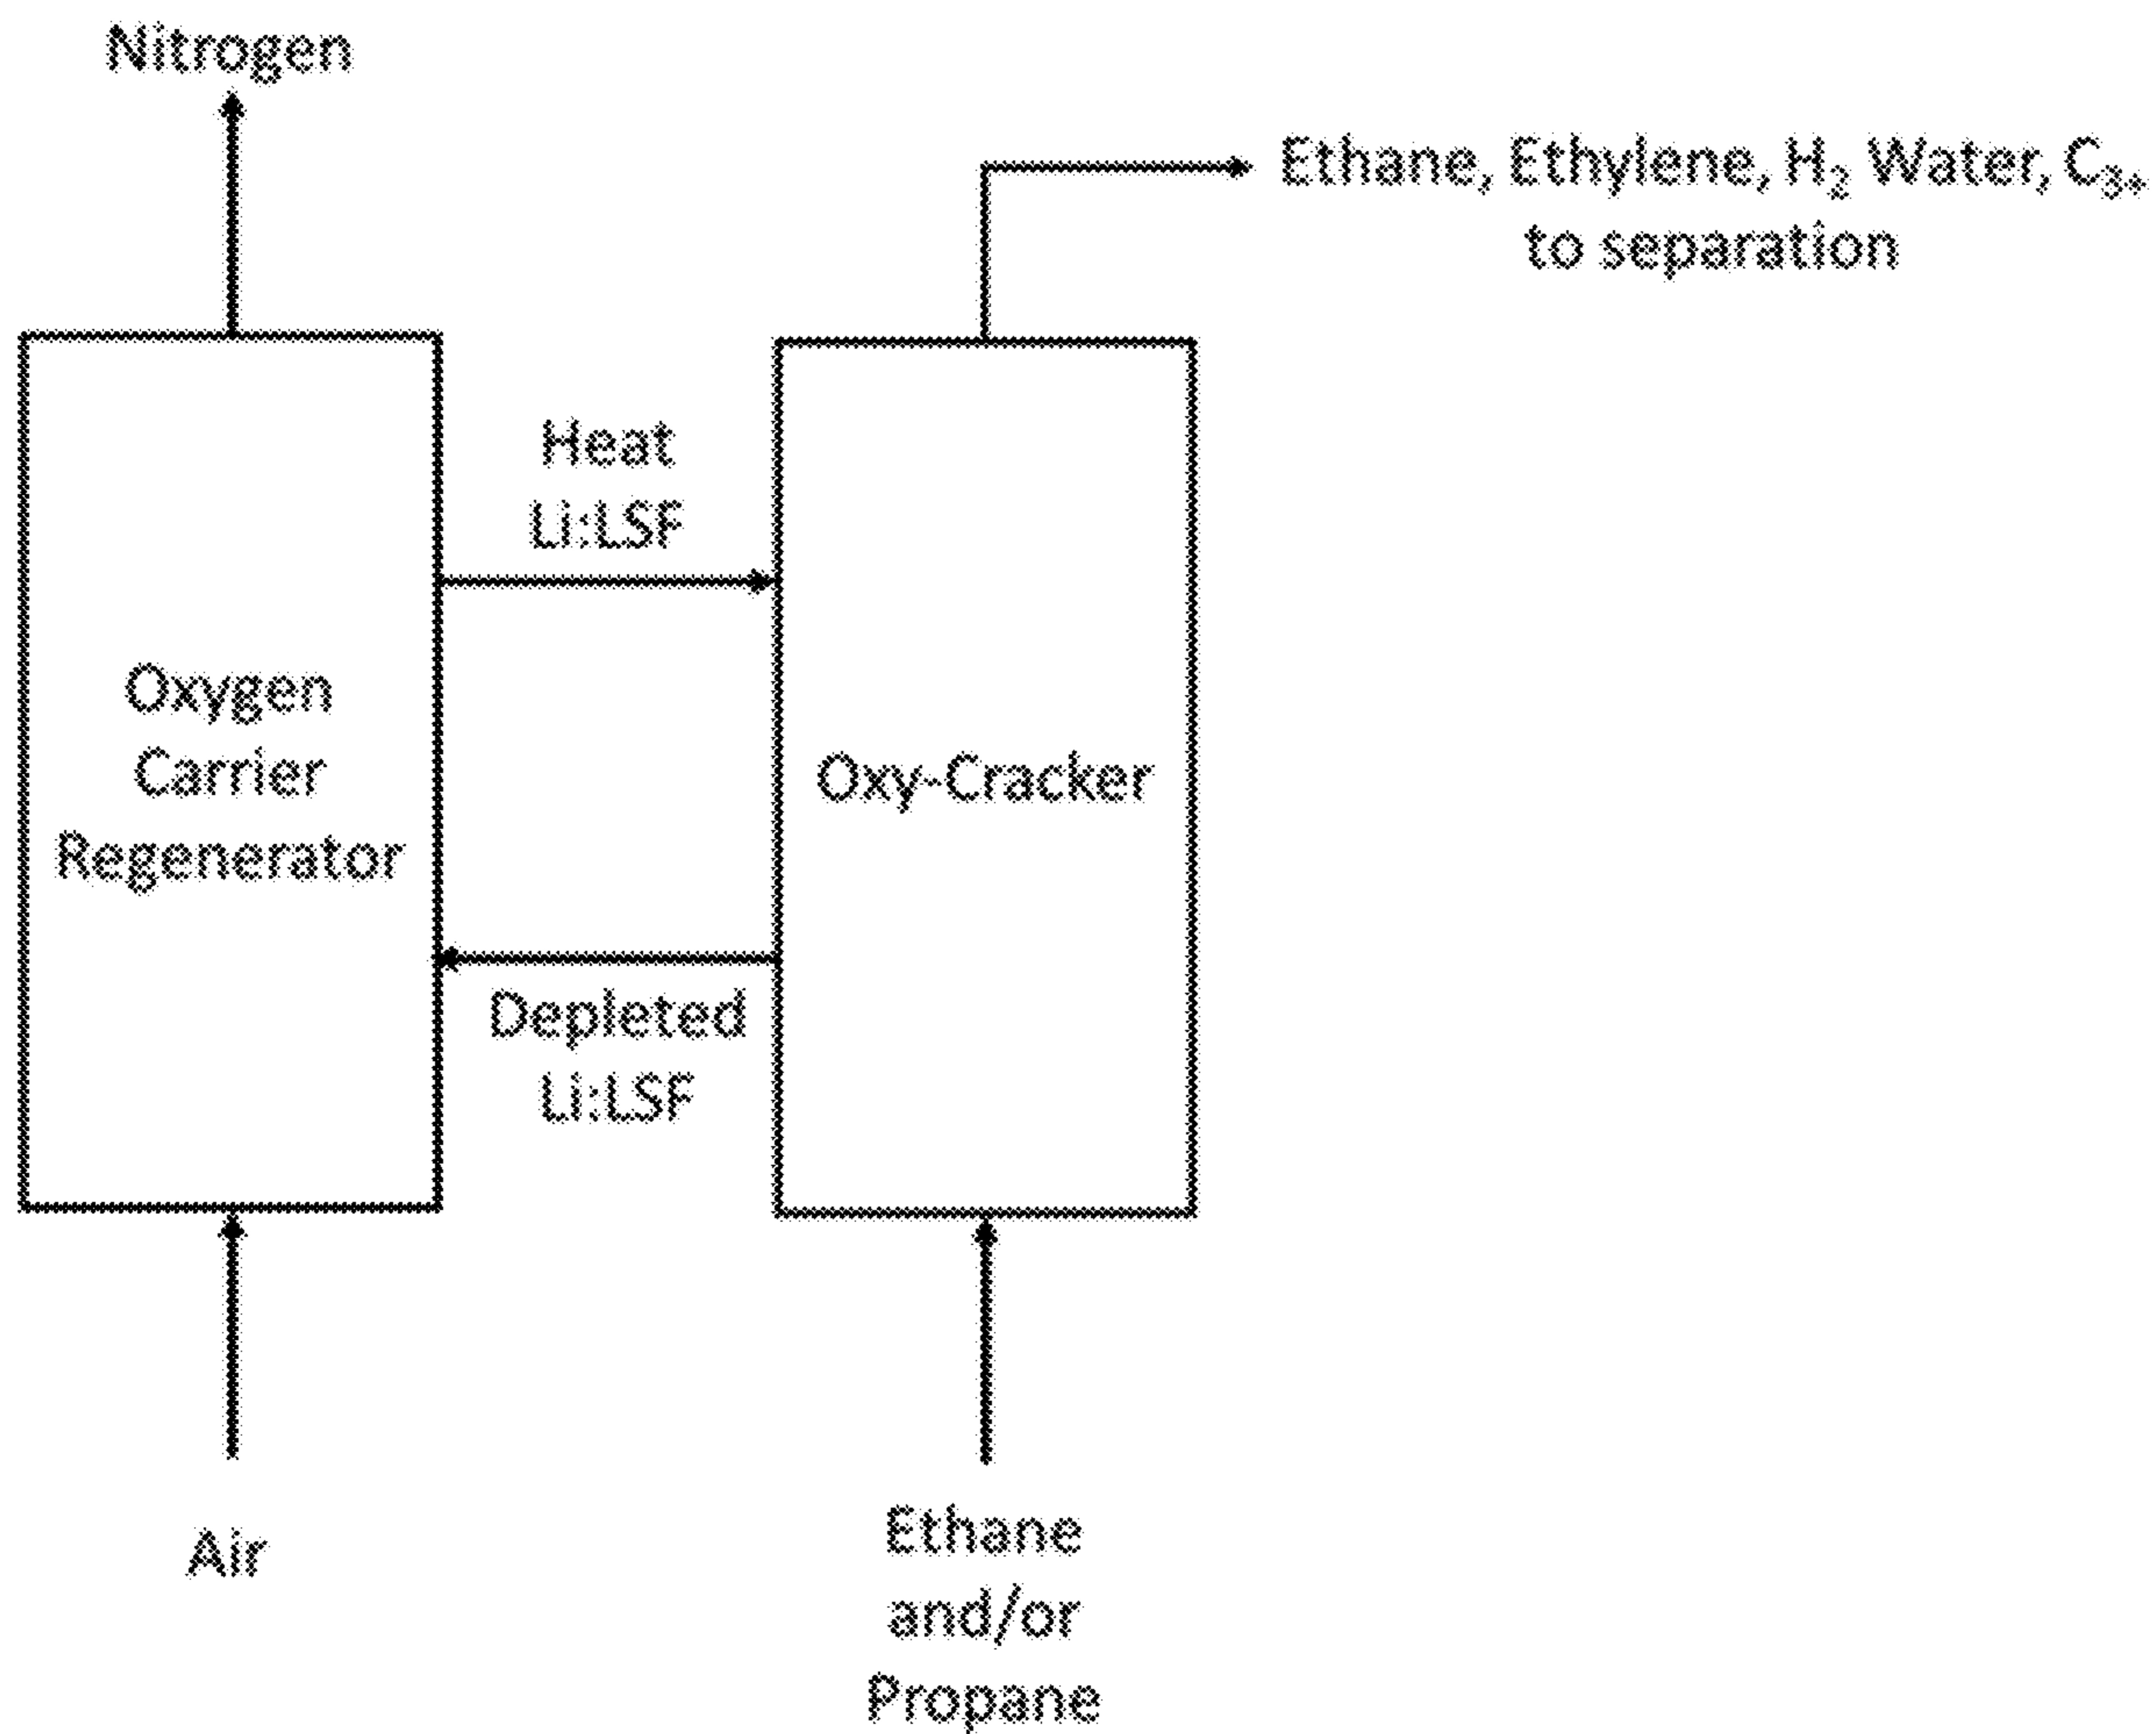 Nitrogen
Ethane, Ethylene, H₂ Water, C₃₊
to separation
Heat
Li:LSF
Oxygen
Carrier
Regenerator
Oxy-Cracker
Depleted
Li:LSF
Air
Ethane
and/or
Propane